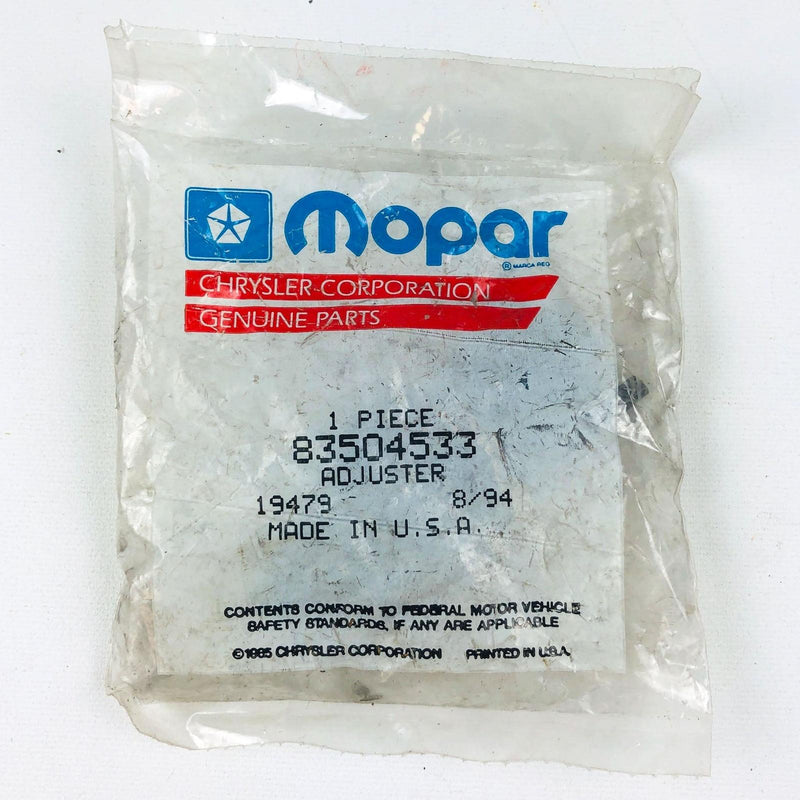 mopar
® MARCA REG
CHRYSLER CORPORATION
GENUINE PARTS
1 PIECE
83504533
ADJUSTER
19479 8/94
MADE IN U.S.A.
CONTENTS CONFORM TO FEDERAL MOTOR VEHICLE
SAFETY STANDARDS, IF ANY ARE APPLICABLE
©1985 CHRYSLER CORPORATION PRINTED IN U.S.A.